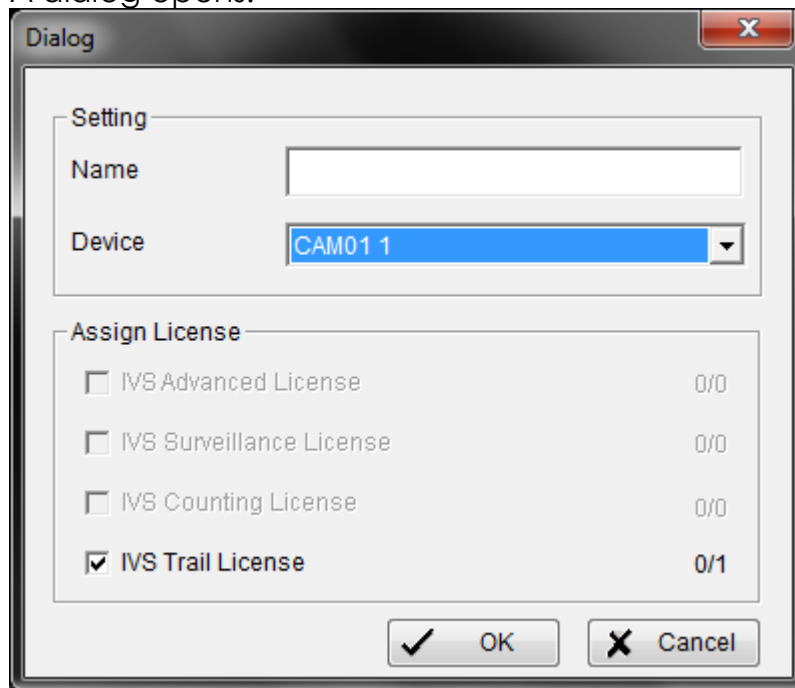 A dialog opens.
Dialog
Setting
Name
Device CAM01 1
Assign License
IVS Advanced License 0/0
IVS Surveillance License 0/0
IVS Counting License 0/0
IVS Trail License 0/1
OK Cancel